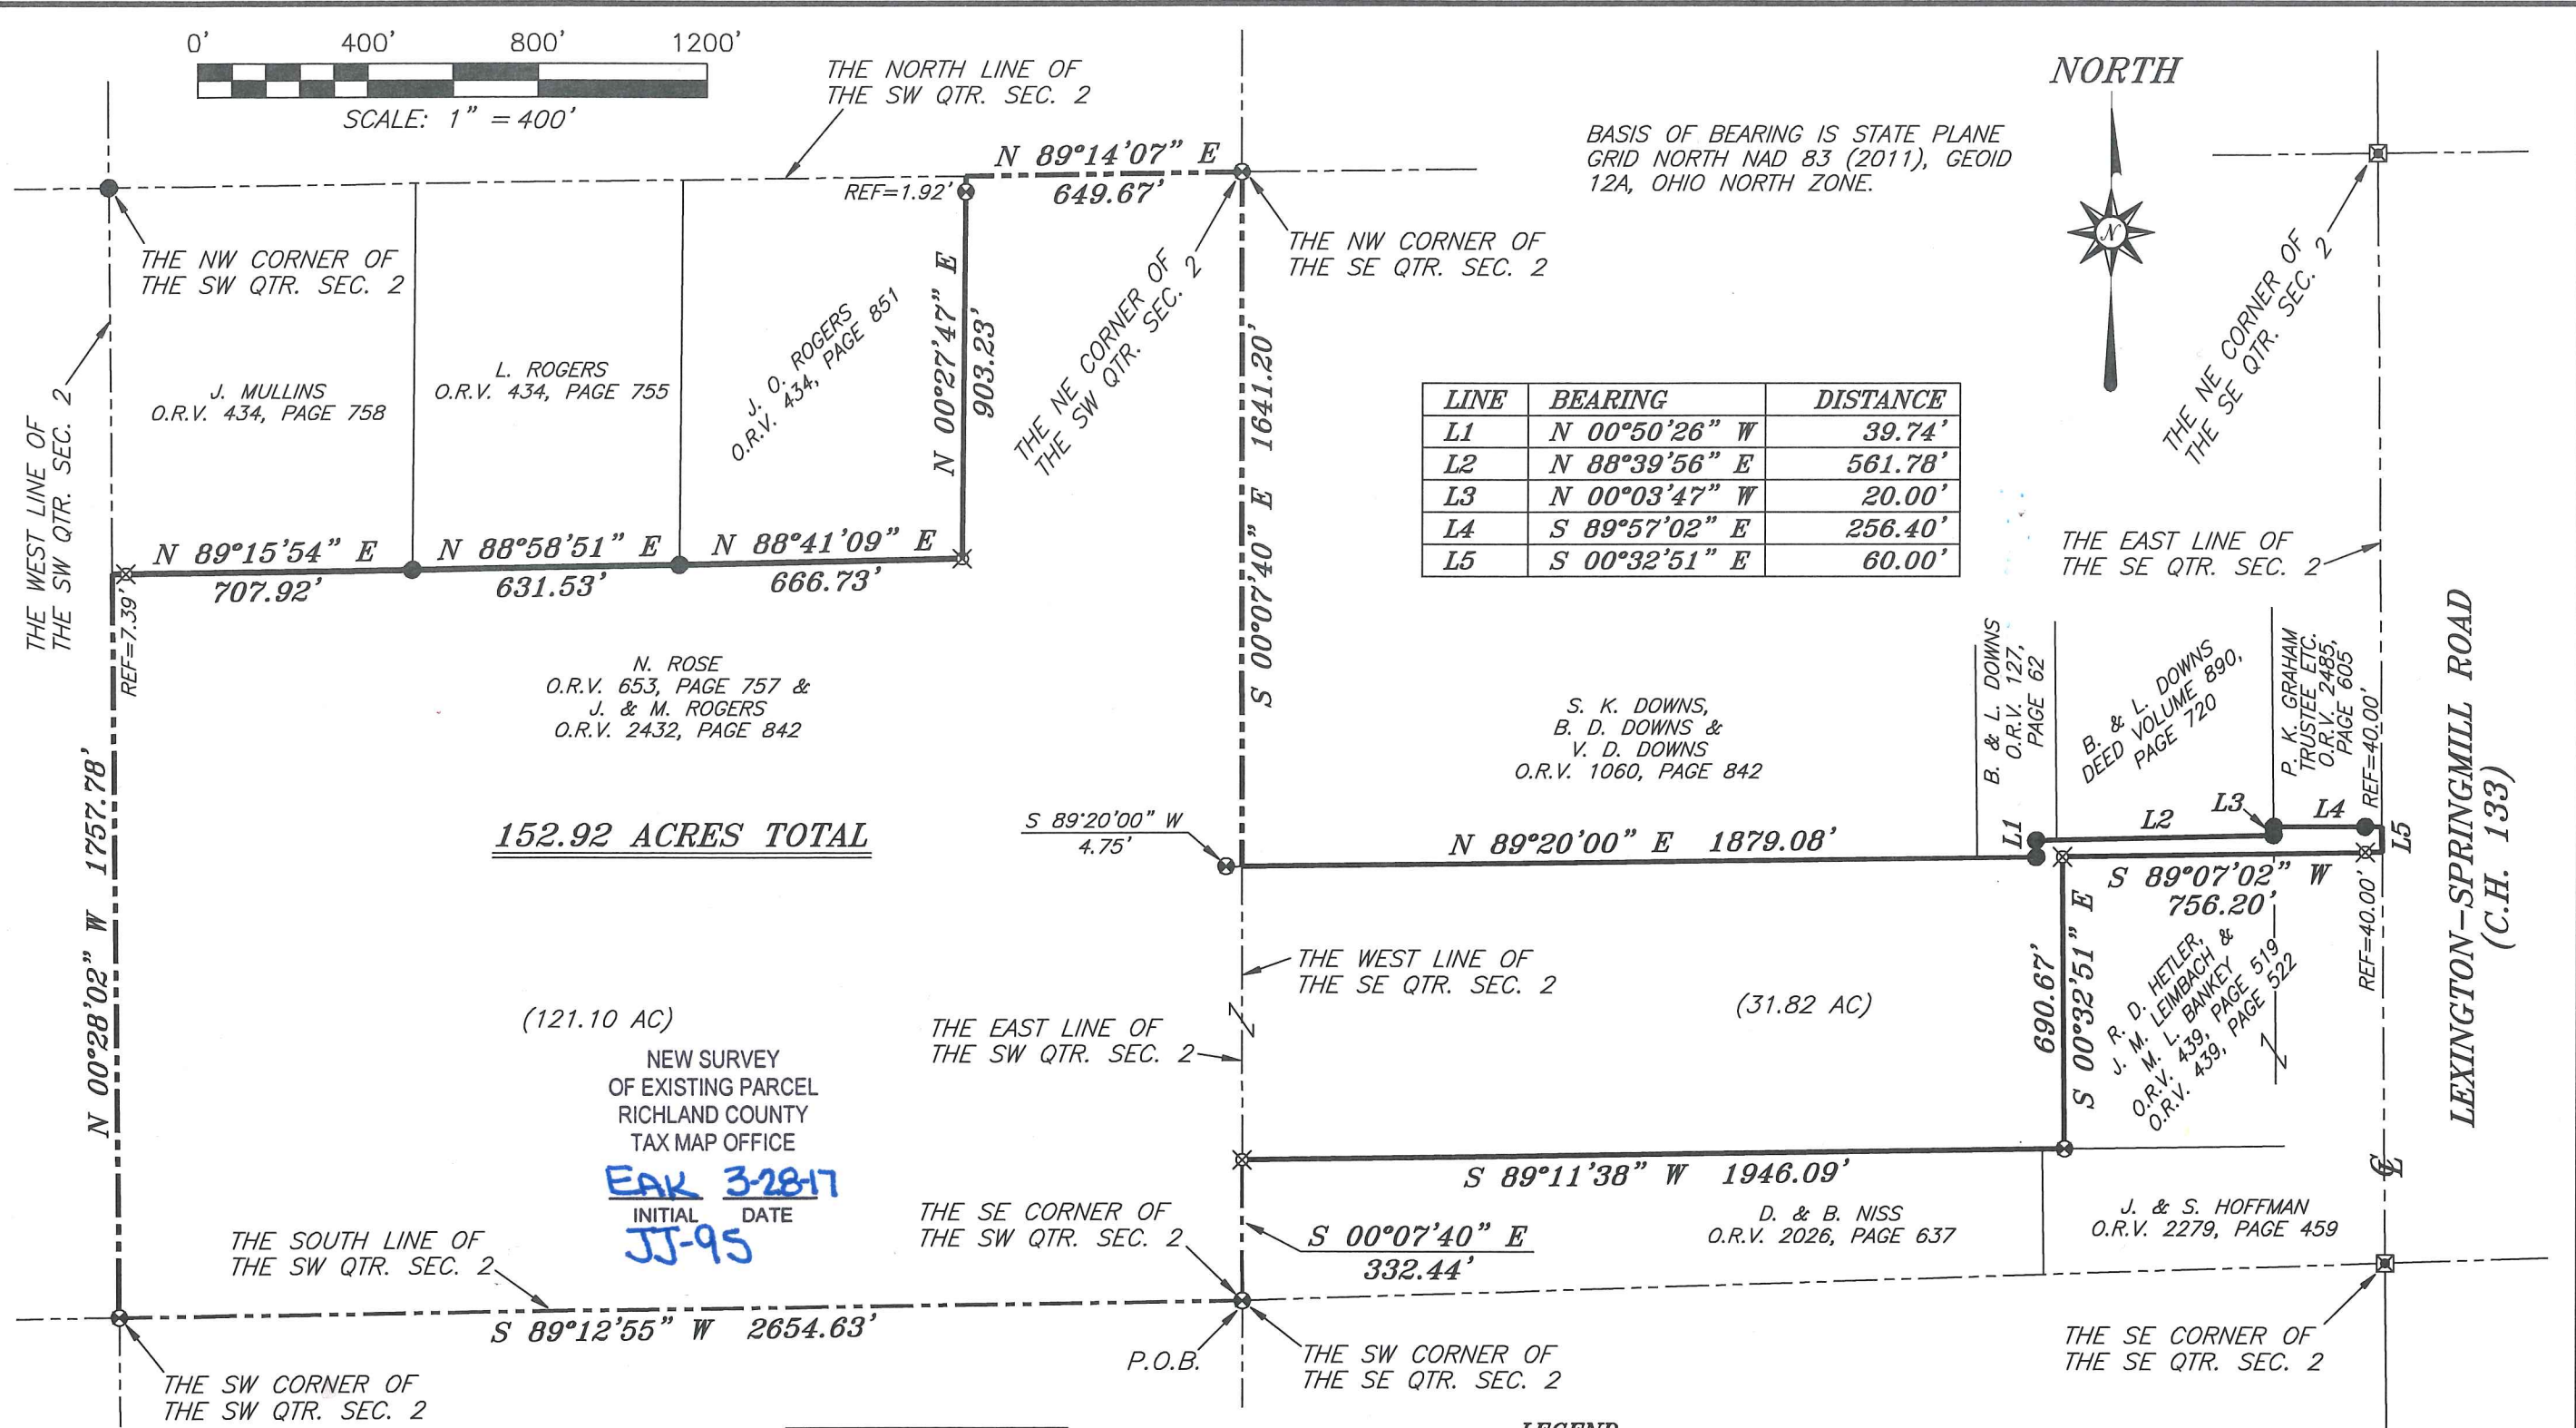 0' 400' 800' 1200'
SCALE: 1" = 400'
THE NORTH LINE OF
THE SW QTR. SEC. 2
NORTH
N
BASIS OF BEARING IS STATE PLANE
GRID NORTH NAD 83 (2011), GEOID
12A, OHIO NORTH ZONE.
N 89°14'07" E
649.67'
REF=1.92'
THE NW CORNER OF
THE SW QTR. SEC. 2
THE NW CORNER OF
THE SE QTR. SEC. 2
THE NE CORNER OF
THE SW QTR. SEC. 2
THE NE CORNER OF
THE SE QTR. SEC. 2
THE WEST LINE OF
THE SW QTR. SEC. 2
J. MULLINS
O.R.V. 434, PAGE 758
L. ROGERS
O.R.V. 434, PAGE 755
J. O. ROGERS
O.R.V. 434, PAGE 851
N 00°27'47" E
903.23'
S 00°07'40" E 1641.20'
LINE BEARING DISTANCE
L1 N 00°50'26" W 39.74'
L2 N 88°39'56" E 561.78'
L3 N 00°03'47" W 20.00'
L4 S 89°57'02" E 256.40'
L5 S 00°32'51" E 60.00'
THE EAST LINE OF
THE SE QTR. SEC. 2
N 89°15'54" E
707.92'
N 88°58'51" E
631.53'
N 88°41'09" E
666.73'
REF=7.39'
N. ROSE
O.R.V. 653, PAGE 757 &
J. & M. ROGERS
O.R.V. 2432, PAGE 842
S. K. DOWNS,
B. D. DOWNS &
V. D. DOWNS
O.R.V. 1060, PAGE 842
B. & L. DOWNS
O.R.V. 127,
PAGE 62
B. & L. DOWNS
DEED VOLUME 890,
PAGE 720
P. K. GRAHAM
TRUSTEE ETC.
O.R.V. 2485,
PAGE 605
REF=40.00'
LEXINGTON-SPRINGMILL ROAD
(C.H. 133)
N 00°28'02" W 1757.78'
152.92 ACRES TOTAL
S 89°20'00" W
4.75'
N 89°20'00" E 1879.08'
L1
L2
L3
L4
L5
S 89°07'02" W
756.20'
REF=40.00'
690.67'
S 00°32'51" E
R. D. HETLER,
J. M. LEIMBACH &
M. L. BANKEY
O.R.V. 439, PAGE 519
O.R.V. 439, PAGE 522
THE WEST LINE OF
THE SE QTR. SEC. 2
(31.82 AC)
(121.10 AC)
THE EAST LINE OF
THE SW QTR. SEC. 2
NEW SURVEY
OF EXISTING PARCEL
RICHLAND COUNTY
TAX MAP OFFICE
EAK 3-28-17
INITIAL DATE
JJ-95
S 89°11'38" W 1946.09'
THE SE CORNER OF
THE SW QTR. SEC. 2
S 00°07'40" E
332.44'
D. & B. NISS
O.R.V. 2026, PAGE 637
J. & S. HOFFMAN
O.R.V. 2279, PAGE 459
THE SOUTH LINE OF
THE SW QTR. SEC. 2
S 89°12'55" W 2654.63'
P.O.B.
THE SW CORNER OF
THE SE QTR. SEC. 2
THE SE CORNER OF
THE SE QTR. SEC. 2
THE SW CORNER OF
THE SW QTR. SEC. 2
LEGEND